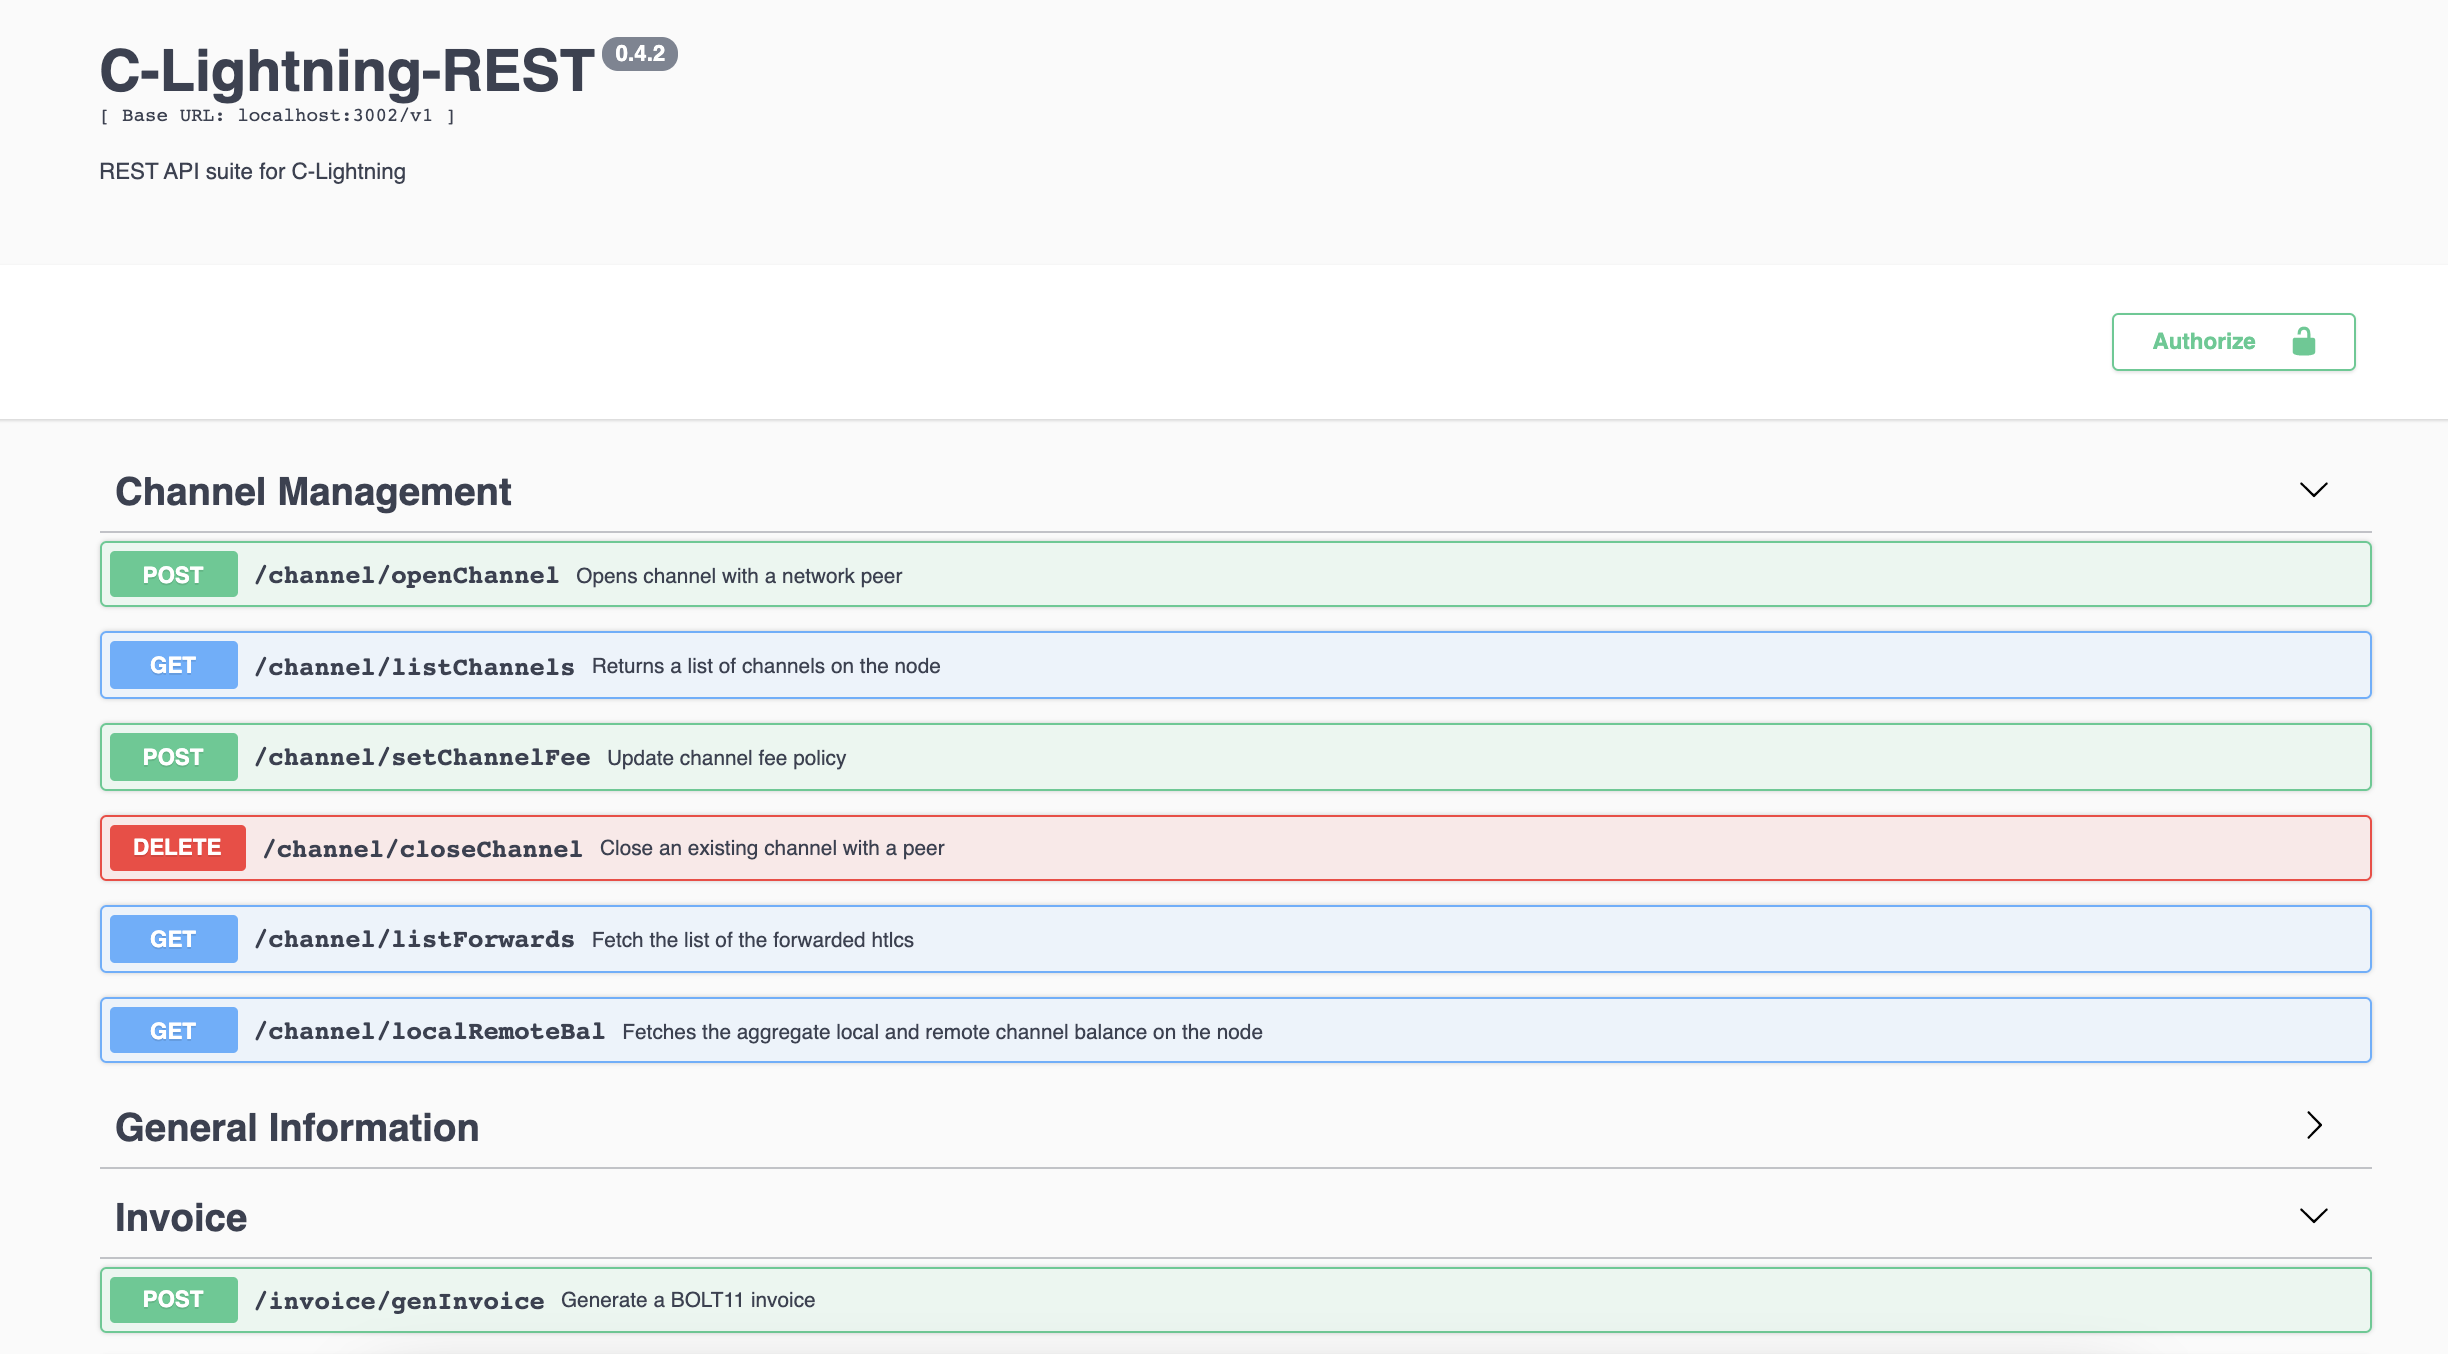 C-Lightning-REST 0.4.2
[ Base URL: localhost:3002/v1 ]
REST API suite for C-Lightning
Authorize
Channel Management
POST /channel/openChannel Opens channel with a network peer
GET /channel/listChannels Returns a list of channels on the node
POST /channel/setChannelFee Update channel fee policy
DELETE /channel/closeChannel Close an existing channel with a peer
GET /channel/listForwards Fetch the list of the forwarded htlcs
GET /channel/localRemoteBal Fetches the aggregate local and remote channel balance on the node
General Information
Invoice
POST /invoice/genInvoice Generate a BOLT11 invoice